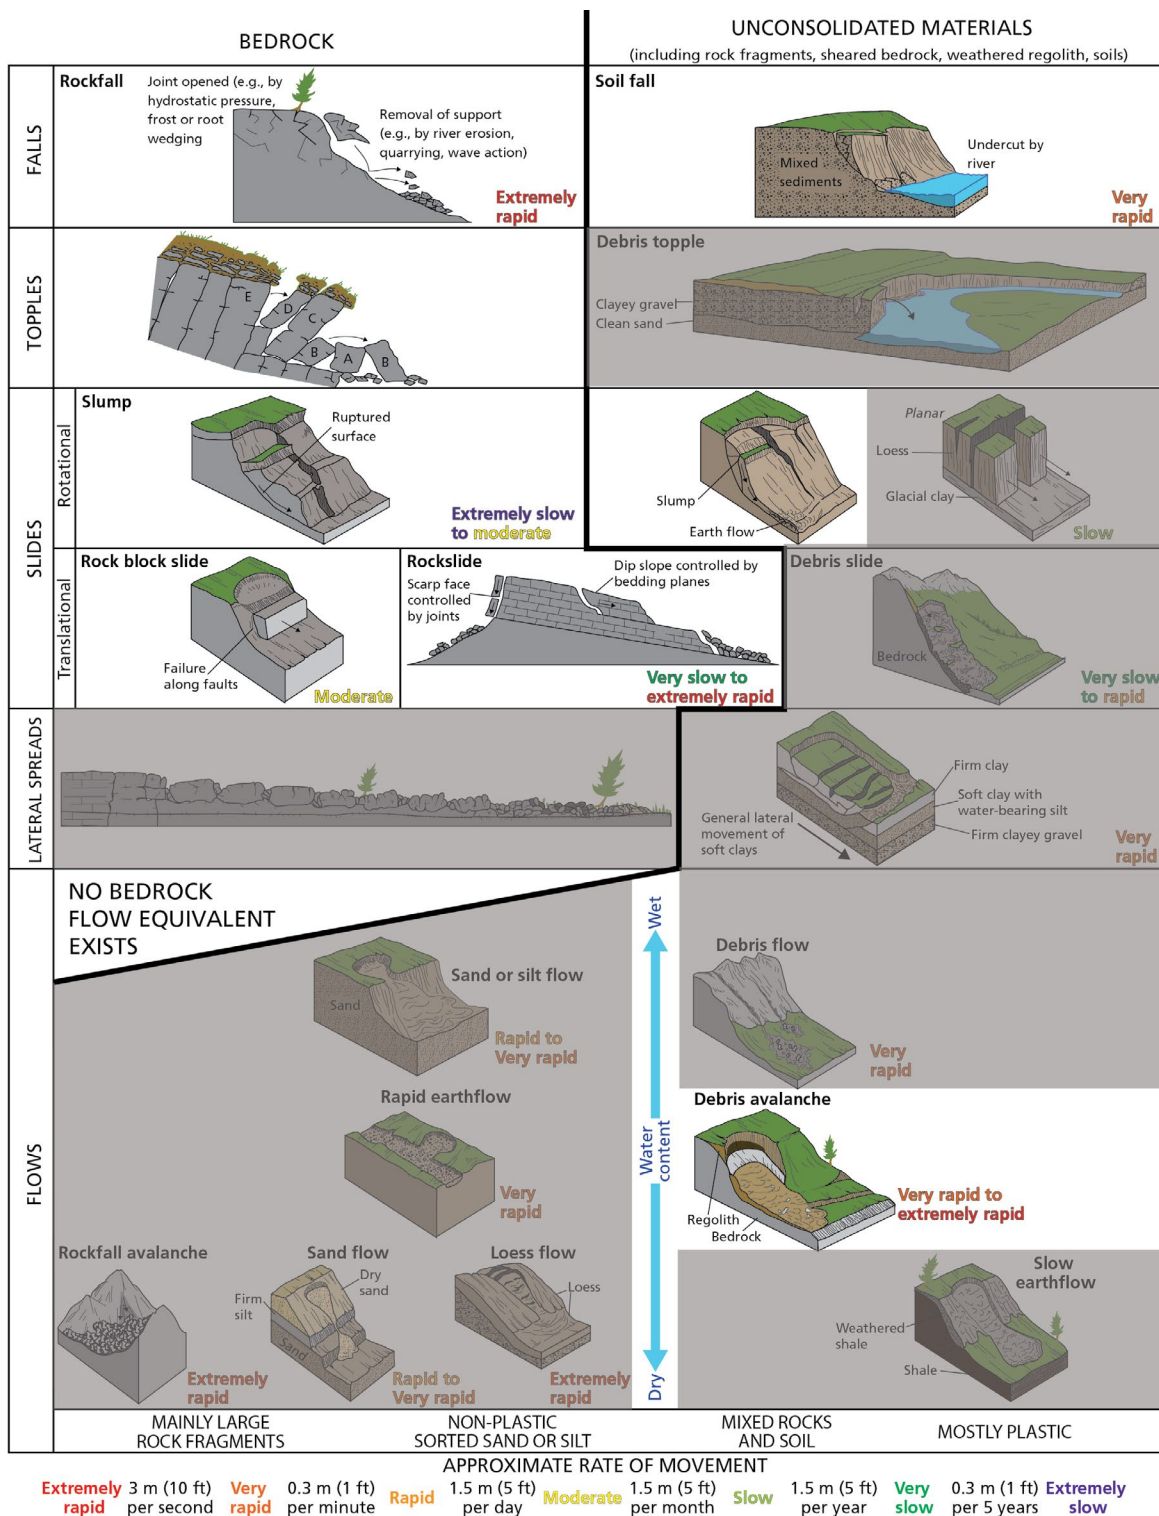 BEDROCK
UNCONSOLIDATED MATERIALS
(including rock fragments, sheared bedrock, weathered regolith, soils)
FALLS
Rockfall
Joint opened (e.g., by
hydrostatic pressure,
frost or root
wedging)
Removal of support
(e.g., by river erosion,
quarrying, wave action)
Extremely
rapid
Soil fall
Mixed
sediments
Undercut by
river
Very
rapid
TOPPLES
E
D
C
B
A
B
Debris topple
Clayey gravel
Clean sand
SLIDES
Rotational
Slump
Ruptured
surface
Extremely slow
to moderate
Slump
Earth flow
Planar
Loess
Glacial clay
Slow
Translational
Rock block slide
Failure
along faults
Moderate
Rockslide
Scarp face
controlled
by joints
Dip slope controlled by
bedding planes
Very slow to
extremely rapid
Debris slide
Bedrock
Very slow
to rapid
LATERAL SPREADS
General lateral
movement of
soft clays
Firm clay
Soft clay with
water-bearing silt
Firm clayey gravel
Very
rapid
FLOWS
NO BEDROCK
FLOW EQUIVALENT
EXISTS
Sand or silt flow
Sand
Rapid to
Very rapid
Rapid earthflow
Very
rapid
Rockfall avalanche
Extremely
rapid
Sand flow
Dry
sand
Firm
silt
Sand
Rapid to
Very rapid
Loess flow
Loess
Extremely
rapid
Wet
Water
content
Dry
Debris flow
Very
rapid
Debris avalanche
Regolith
Bedrock
Very rapid to
extremely rapid
Slow
earthflow
Weathered
shale
Shale
MAINLY LARGE
ROCK FRAGMENTS
NON-PLASTIC
SORTED SAND OR SILT
MIXED ROCKS
AND SOIL
MOSTLY PLASTIC
APPROXIMATE RATE OF MOVEMENT
Extremely
rapid
3 m (10 ft)
per second
Very
rapid
0.3 m (1 ft)
per minute
Rapid
1.5 m (5 ft)
per day
Moderate
1.5 m (5 ft)
per month
Slow
1.5 m (5 ft)
per year
Very
slow
0.3 m (1 ft)
per 5 years
Extremely
slow